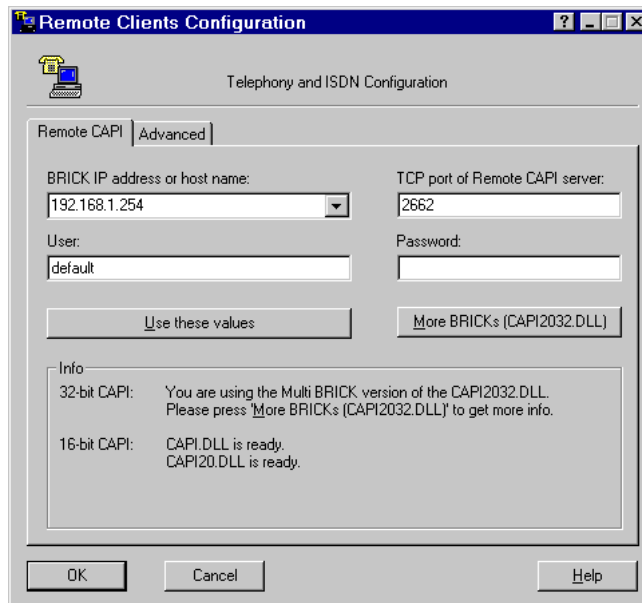 Remote Clients Configuration
Telephony and ISDN Configuration
Remote CAPI
Advanced
BRICK IP address or host name:
TCP port of Remote CAPI server:
192.168.1.254
2662
User:
Password:
default
Use these values
More BRICKs (CAPI2032.DLL)
Info
32-bit CAPI: You are using the Multi BRICK version of the CAPI2032.DLL.
Please press 'More BRICKs (CAPI2032.DLL)' to get more info.
16-bit CAPI: CAPI.DLL is ready.
CAPI20.DLL is ready.
OK
Cancel
Help